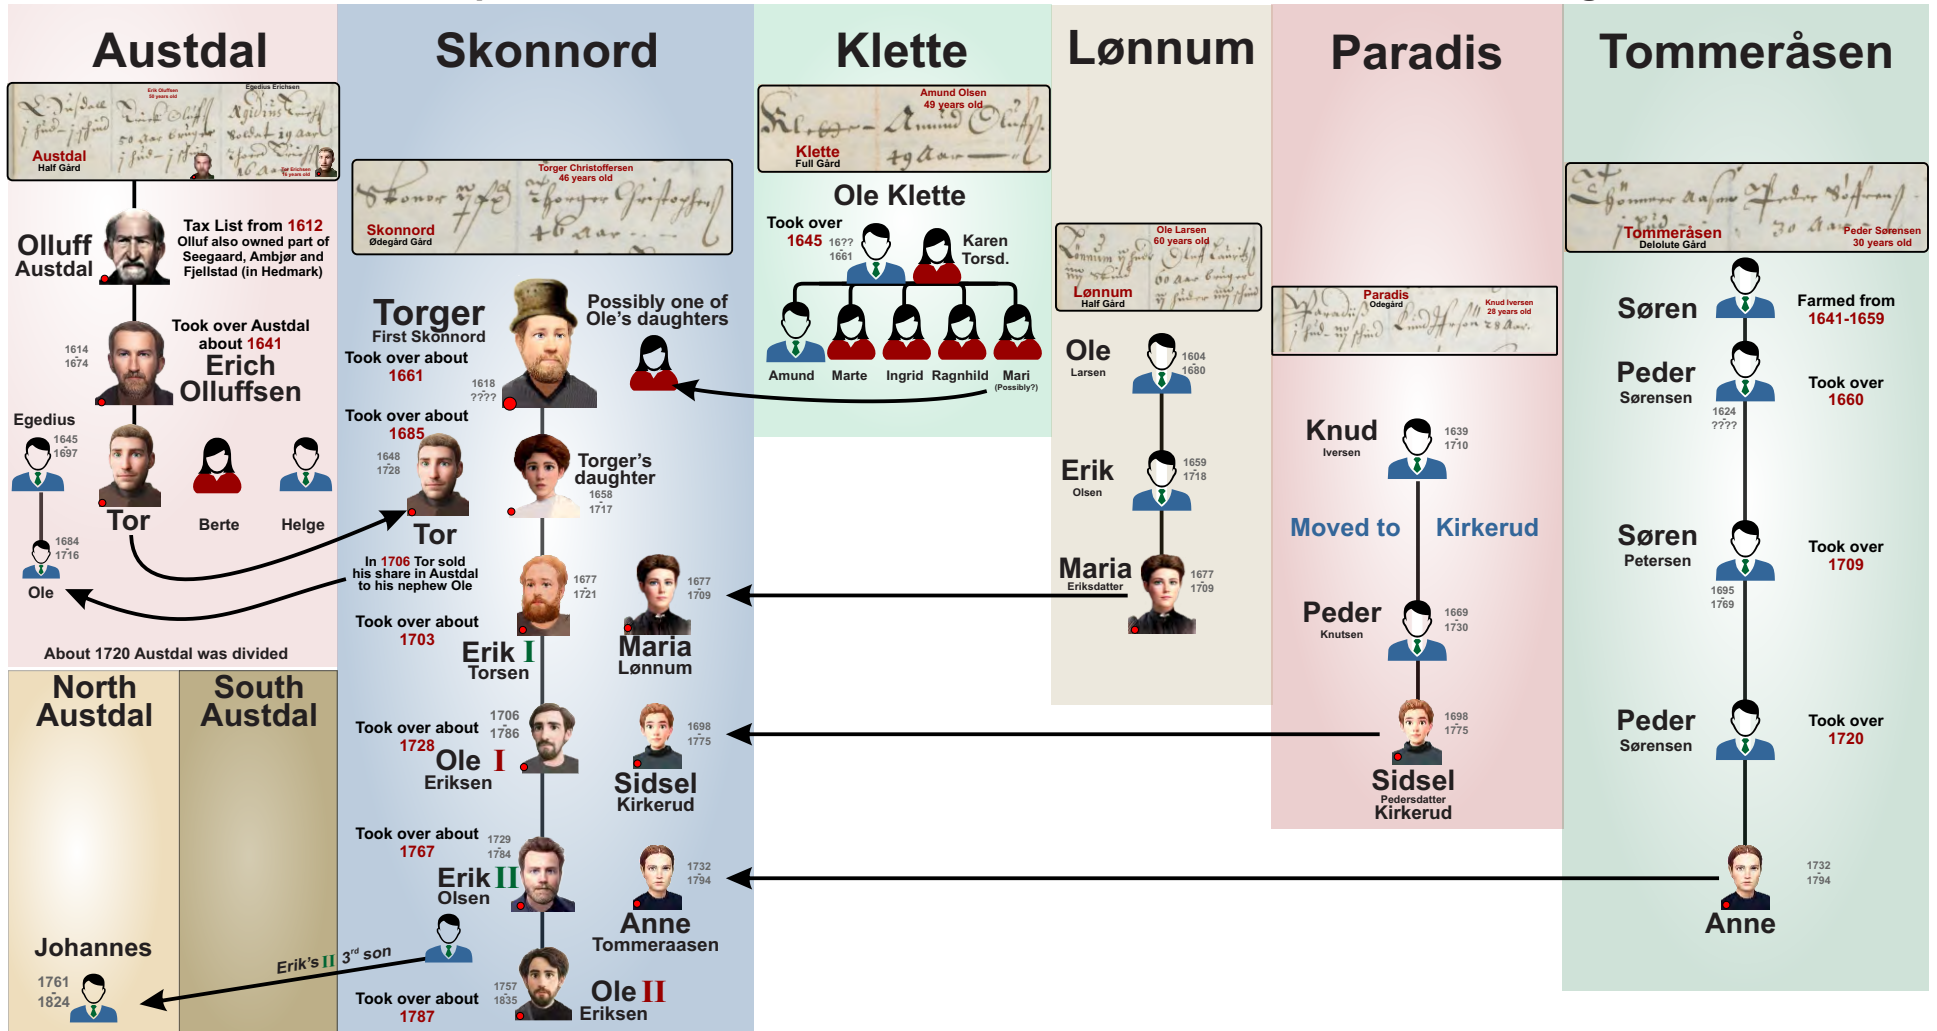 Austdal
Erik Oluffsen
50 years old
Egedius Erichsen
Austdal
Half Gård
Tor Erichsen
16 years old
Olluff
Austdal
Tax List from 1612
Olluf also owned part of
Seegaard, Ambjør and
Fjellstad (in Hedmark)
Took over Austdal
about 1641
1614
-
1674
Erich
Olluffsen
Egedius
1645
-
1697
Tor
Berte
Helge
1684
-
1716
Ole
About 1720 Austdal was divided
North
Austdal
South
Austdal
Johannes
1761
-
1824
Skonnord
Torger Christoffersen
46 years old
Skonnord
Ødegård Gård
Torger
First Skonnord
Took over about
1661
1618
-
????
Possibly one of
Ole's daughters
Took over about
1685
1648
-
1728
Tor
Torger's
daughter
1658
-
1717
In 1706 Tor sold
his share in Austdal
to his nephew Ole
1677
-
1721
1677
-
1709
Took over about
1703
Erik I
Torsen
Maria
Lønnum
Took over about
1728
1706
-
1786
Ole I
Eriksen
1698
-
1775
Sidsel
Kirkerud
Took over about
1767
1729
-
1784
Erik II
Olsen
1732
-
1794
Anne
Tommeraasen
Erik's II 3rd son
Took over about
1787
1757
-
1835
Ole II
Eriksen
Klette
Amund Olsen
49 years old
Klette
Full Gård
Ole Klette
Took over
1645
16??
-
1661
Karen
Torsd.
Amund
Marte
Ingrid
Ragnhild
Mari
(Possibly?)
Lønnum
Ole Larsen
60 years old
Lønnum
Half Gård
Ole
Larsen
1604
-
1680
Erik
Olsen
1659
-
1718
Maria
Eriksdatter
1677
-
1709
Paradis
Paradis
Odegård
Knud Iversen
28 years old
Knud
Iversen
1639
-
1710
Moved to Kirkerud
Peder
Knutsen
1669
-
1730
1698
-
1775
Sidsel
Pedersdatter
Kirkerud
Tommeråsen
Tommeråsen
Delolute Gård
Peder Sørensen
30 years old
Søren
Farmed from
1641-1659
Peder
Sørensen
1624
-
????
Took over
1660
Søren
Petersen
1695
-
1769
Took over
1709
Peder
Sørensen
Took over
1720
1732
-
1794
Anne